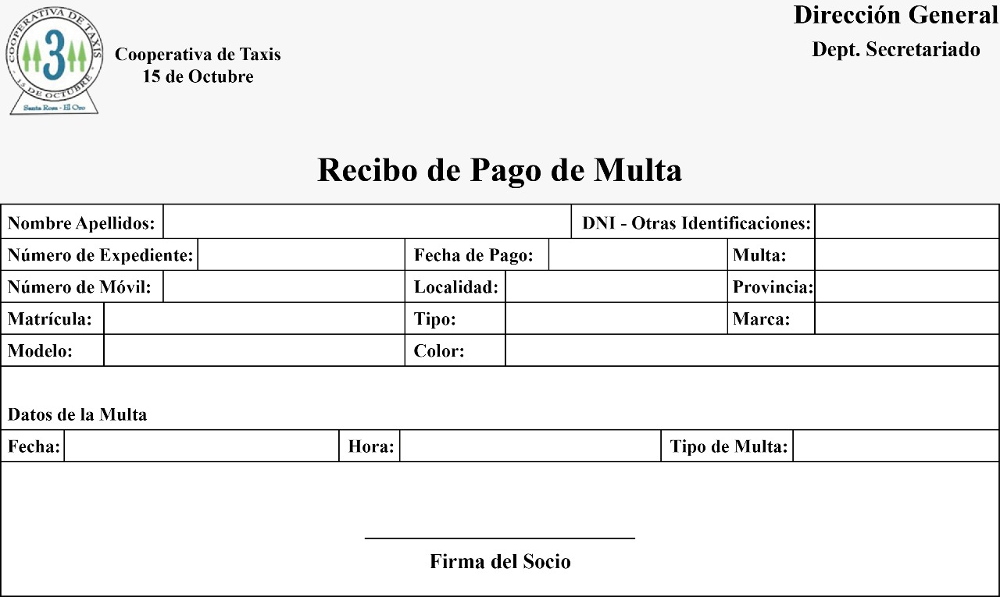 COOPERATIVA DE TAXIS
3
- 15 DE OCTUBRE -
Santa Rosa - El Oro
Cooperativa de Taxis
15 de Octubre
Dirección General
Dept. Secretariado
Recibo de Pago de Multa
Nombre Apellidos: DNI - Otras Identificaciones:
Número de Expediente: Fecha de Pago: Multa:
Número de Móvil: Localidad: Provincia:
Matrícula: Tipo: Marca:
Modelo: Color:
Datos de la Multa
Fecha: Hora: Tipo de Multa:
Firma del Socio